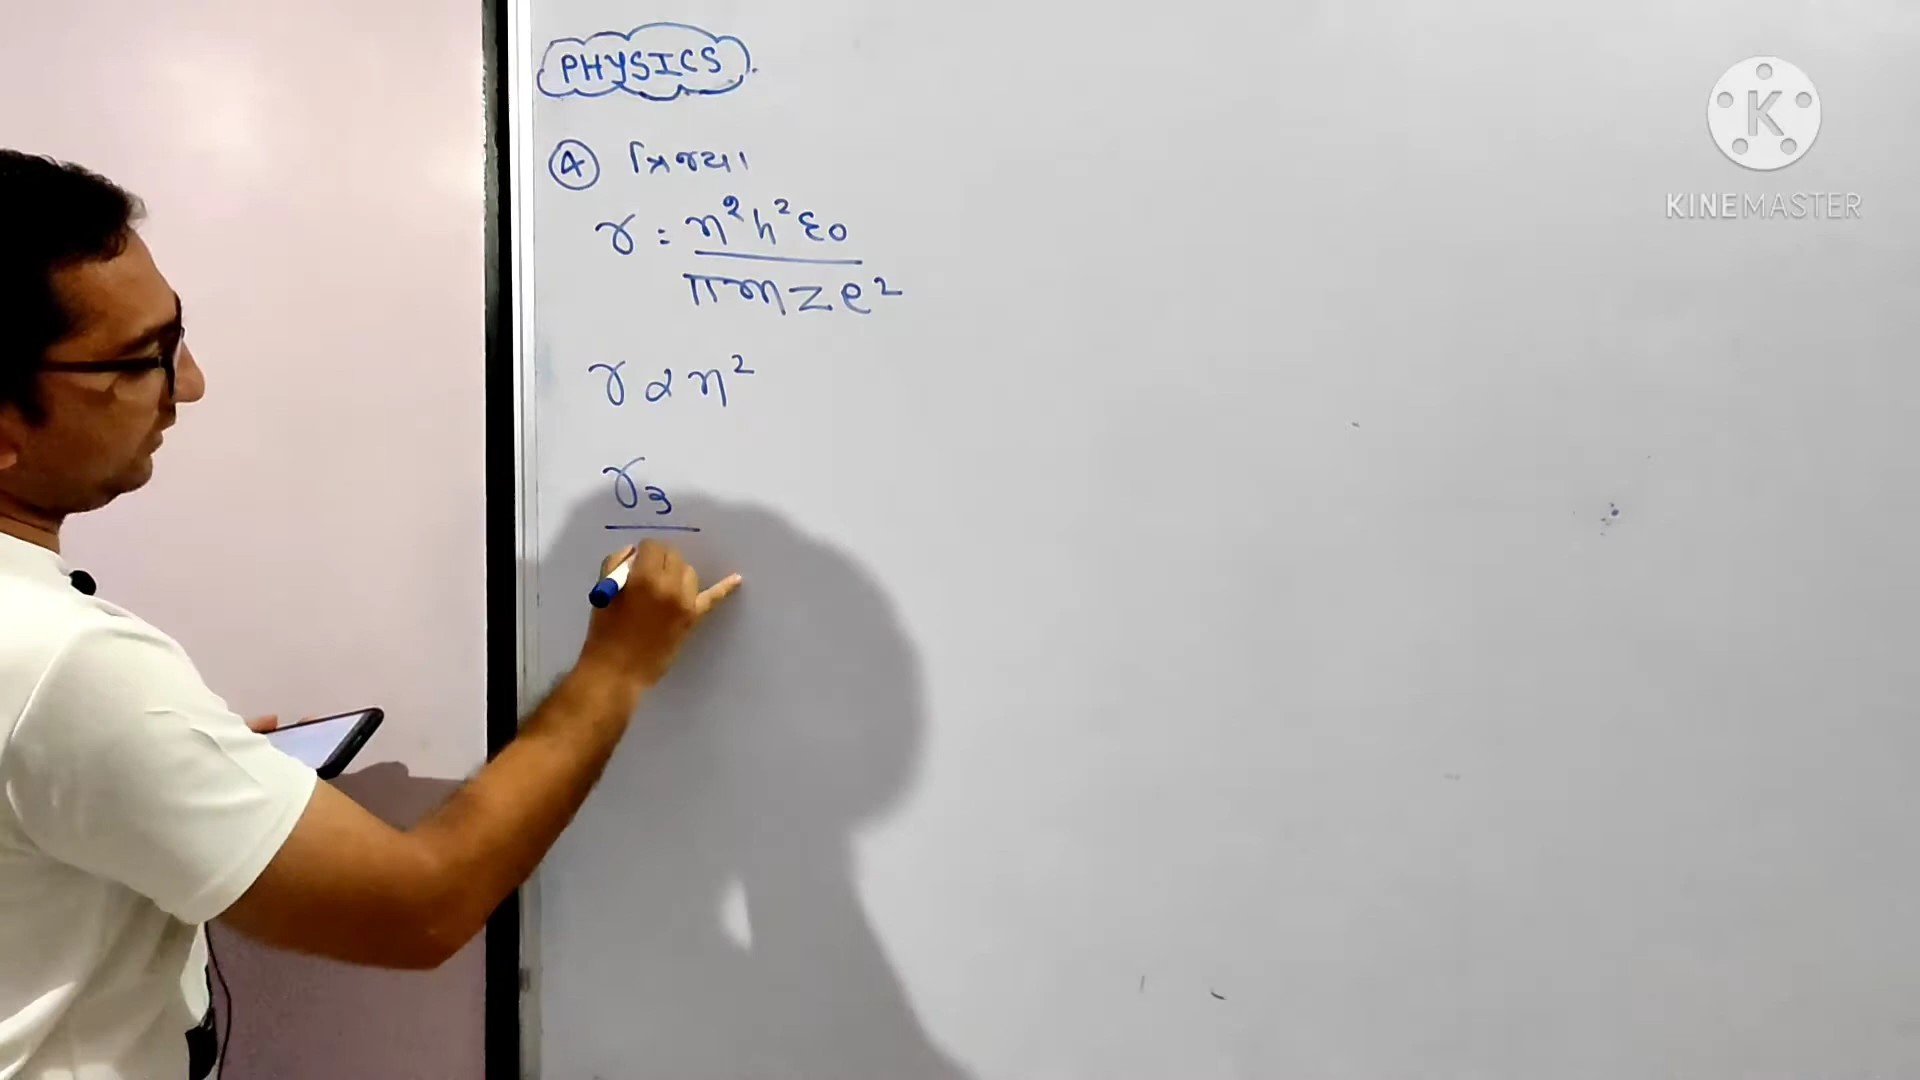 PHYSICS
4 ત્રિજ્યા
r = n²h²ε0
πmze²
r α n²
r3
K
KINEMASTER